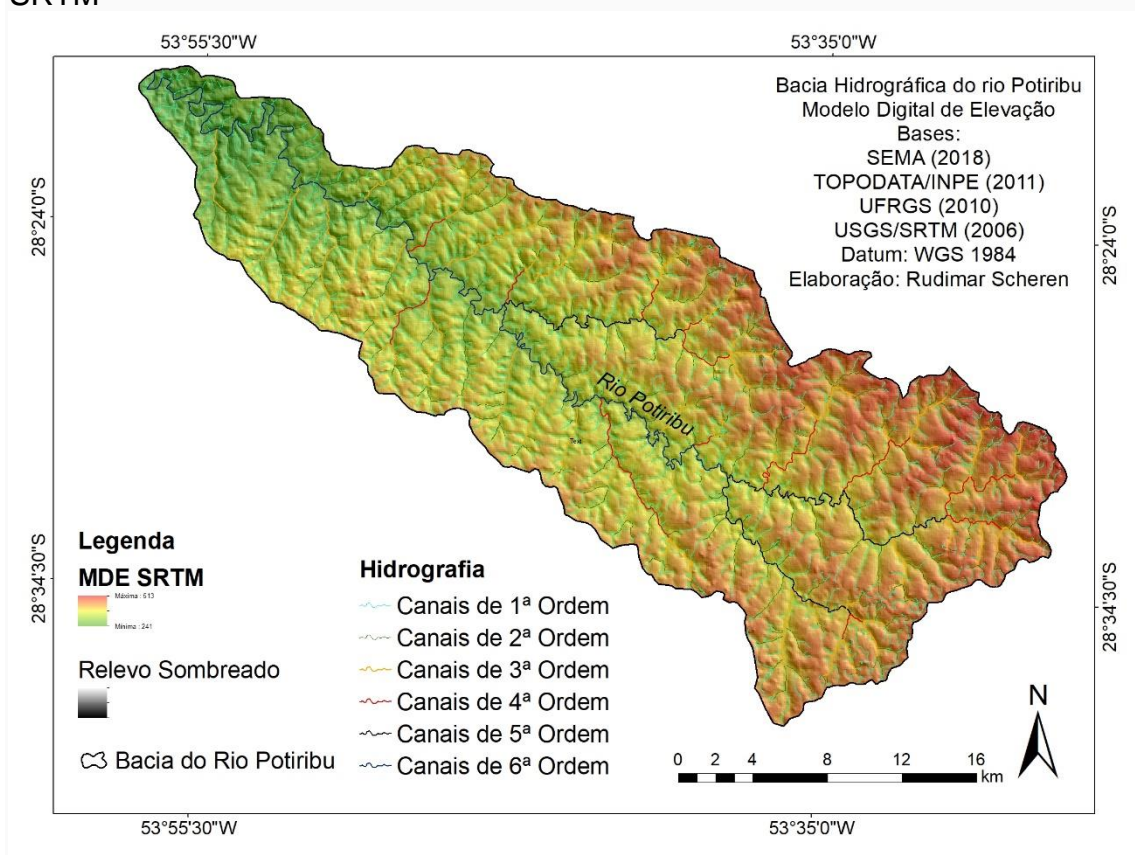 SRTM
53°55'30"W
53°35'0"W
Bacia Hidrográfica do rio Potiribu
Modelo Digital de Elevação
Bases:
SEMA (2018)
TOPODATA/INPE (2011)
UFRGS (2010)
USGS/SRTM (2006)
Datum: WGS 1984
Elaboração: Rudimar Scheren
28°24'0"S
28°24'0"S
Rio Potiribu
28°34'30"S
28°34'30"S
Legenda
MDE SRTM
Máxima : 613
Mínima : 241
Relevo Sombreado
Bacia do Rio Potiribu
Hidrografia
Canais de 1ª Ordem
Canais de 2ª Ordem
Canais de 3ª Ordem
Canais de 4ª Ordem
Canais de 5ª Ordem
Canais de 6ª Ordem
N
0 2 4 8 12 16
km
53°55'30"W
53°35'0"W